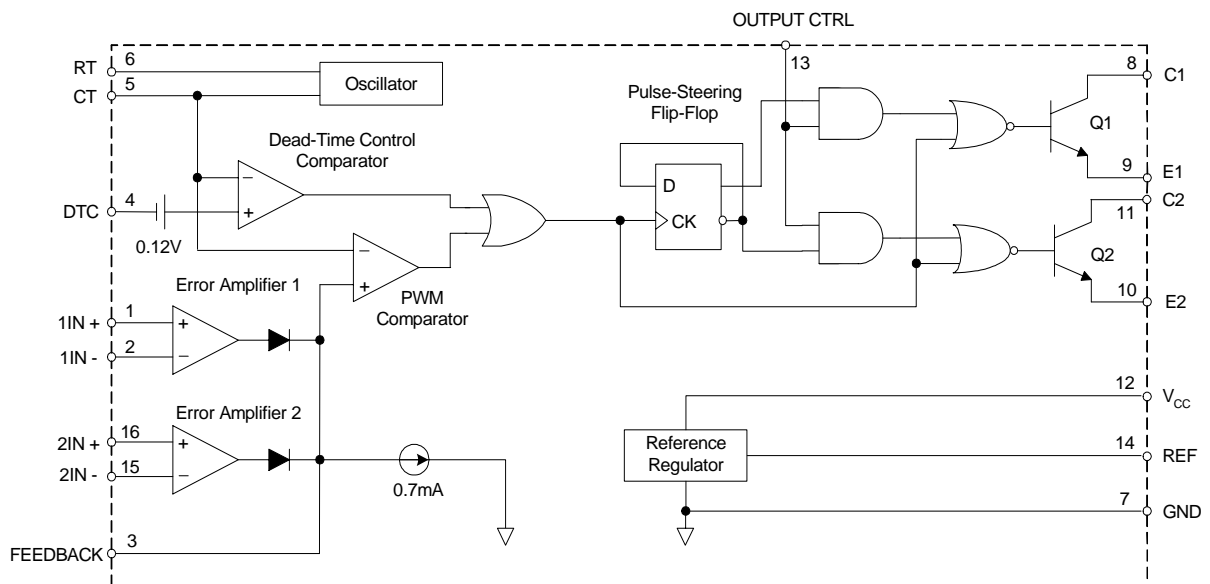 OUTPUT CTRL
13
RT
6
CT
5
Oscillator
Dead-Time Control
Comparator
DTC
4
0.12V
Pulse-Steering
Flip-Flop
D
CK
8
C1
Q1
9
E1
C2
11
Q2
10
E2
−
+
−
+
PWM
Comparator
Error Amplifier 1
1IN +
1
+
1IN -
2
−
Error Amplifier 2
2IN +
16
+
2IN -
15
−
0.7mA
FEEDBACK
3
12
VCC
Reference
Regulator
14
REF
7
GND